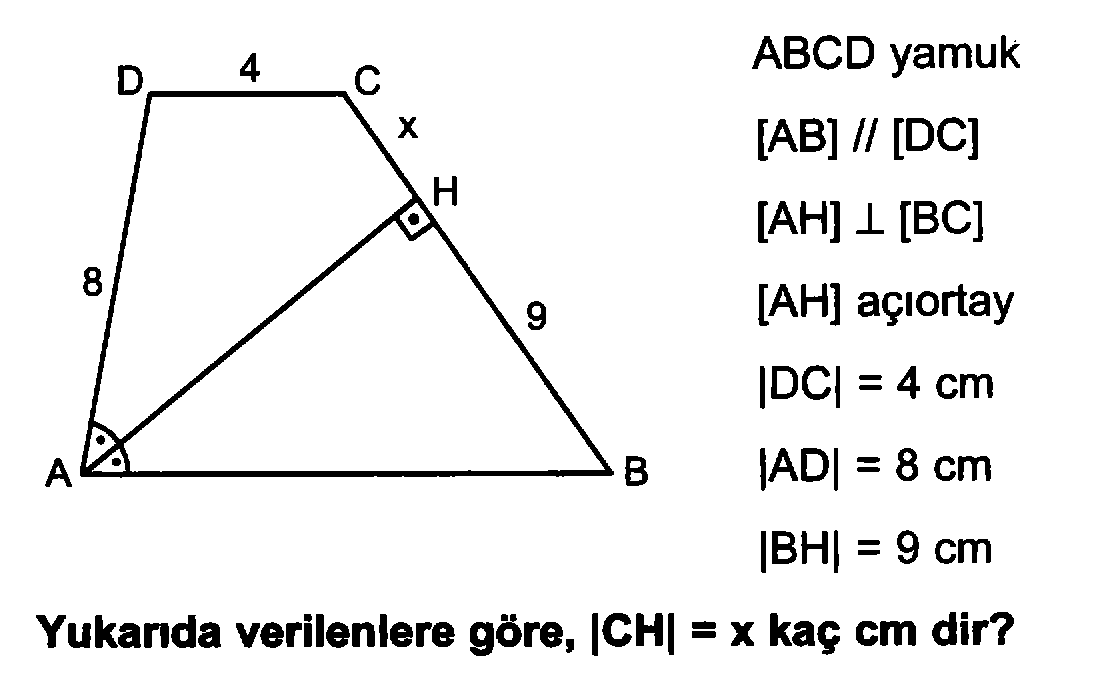 D 4 C
x
H
8
9
A B
ABCD yamuk
[AB] // [DC]
[AH] ⊥ [BC]
[AH] açıortay
|DC| = 4 cm
|AD| = 8 cm
|BH| = 9 cm
Yukarıda verilenlere göre, |CH| = x kaç cm dir?